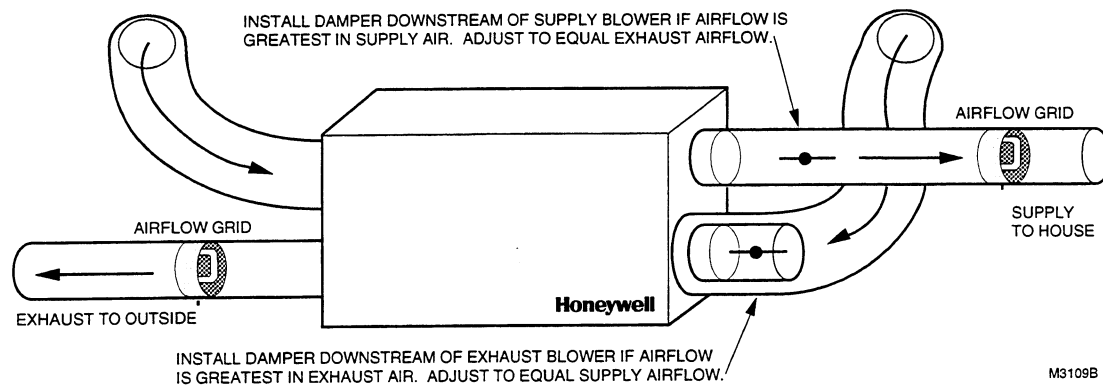 INSTALL DAMPER DOWNSTREAM OF SUPPLY BLOWER IF AIRFLOW IS
GREATEST IN SUPPLY AIR. ADJUST TO EQUAL EXHAUST AIRFLOW.
AIRFLOW GRID
SUPPLY
TO HOUSE
AIRFLOW GRID
EXHAUST TO OUTSIDE
Honeywell
INSTALL DAMPER DOWNSTREAM OF EXHAUST BLOWER IF AIRFLOW
IS GREATEST IN EXHAUST AIR. ADJUST TO EQUAL SUPPLY AIRFLOW.
M3109B